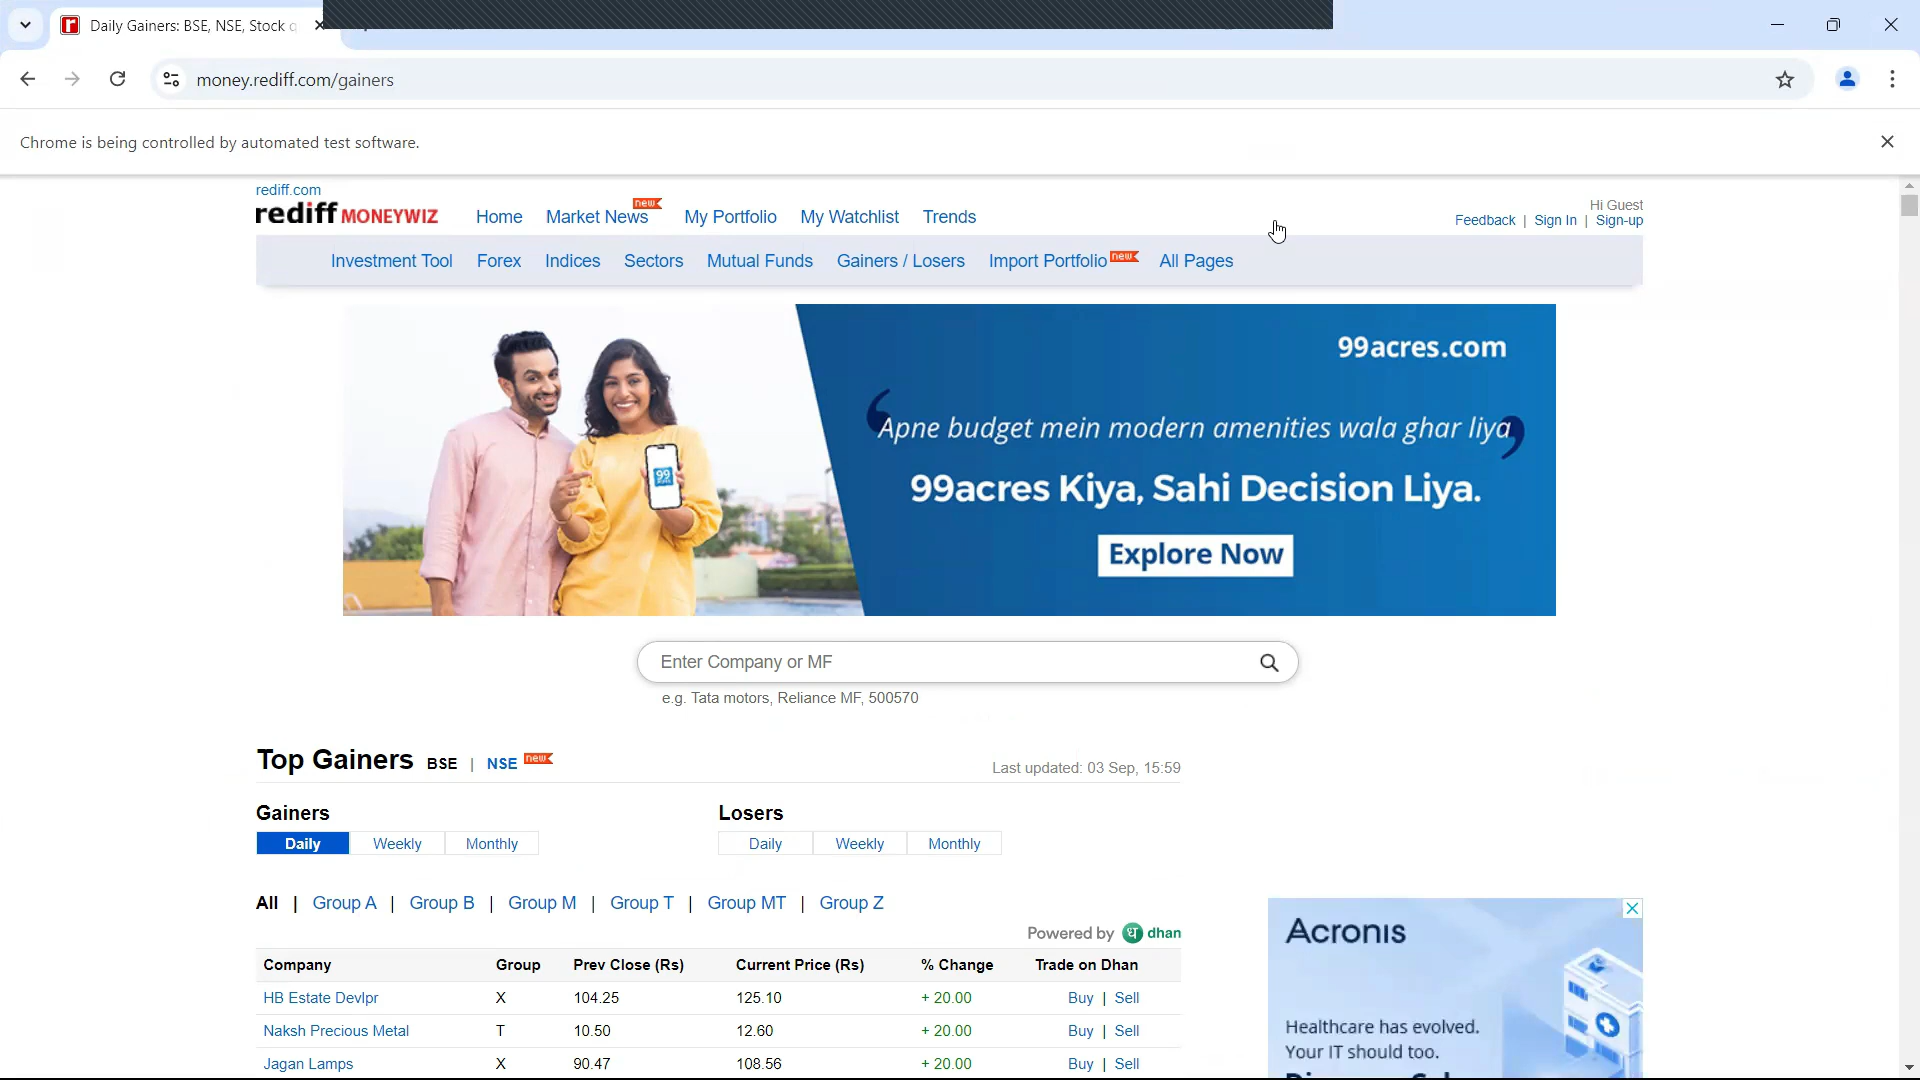 Daily Gainers: BSE, NSE, Stock q
money.rediff.com/gainers
Chrome is being controlled by automated test software.
rediff.com
rediff MONEYWIZ
Home Market News new My Portfolio My Watchlist Trends
Hi Guest
Feedback | Sign In | Sign-up
Investment Tool Forex Indices Sectors Mutual Funds Gainers / Losers Import Portfolio new All Pages
99acres.com
‘Apne budget mein modern amenities wala ghar liya’
99acres Kiya, Sahi Decision Liya.
Explore Now
99
Enter Company or MF
e.g. Tata motors, Reliance MF, 500570
Top Gainers BSE | NSE new
Last updated: 03 Sep, 15:59
Gainers Losers
Daily Weekly Monthly Daily Weekly Monthly
All | Group A | Group B | Group M | Group T | Group MT | Group Z
Powered by ध dhan
Company Group Prev Close (Rs) Current Price (Rs) % Change Trade on Dhan
HB Estate Devlpr X 104.25 125.10 + 20.00 Buy | Sell
Naksh Precious Metal T 10.50 12.60 + 20.00 Buy | Sell
Jagan Lamps X 90.47 108.56 + 20.00 Buy | Sell
Acronis
Healthcare has evolved.
Your IT should too.